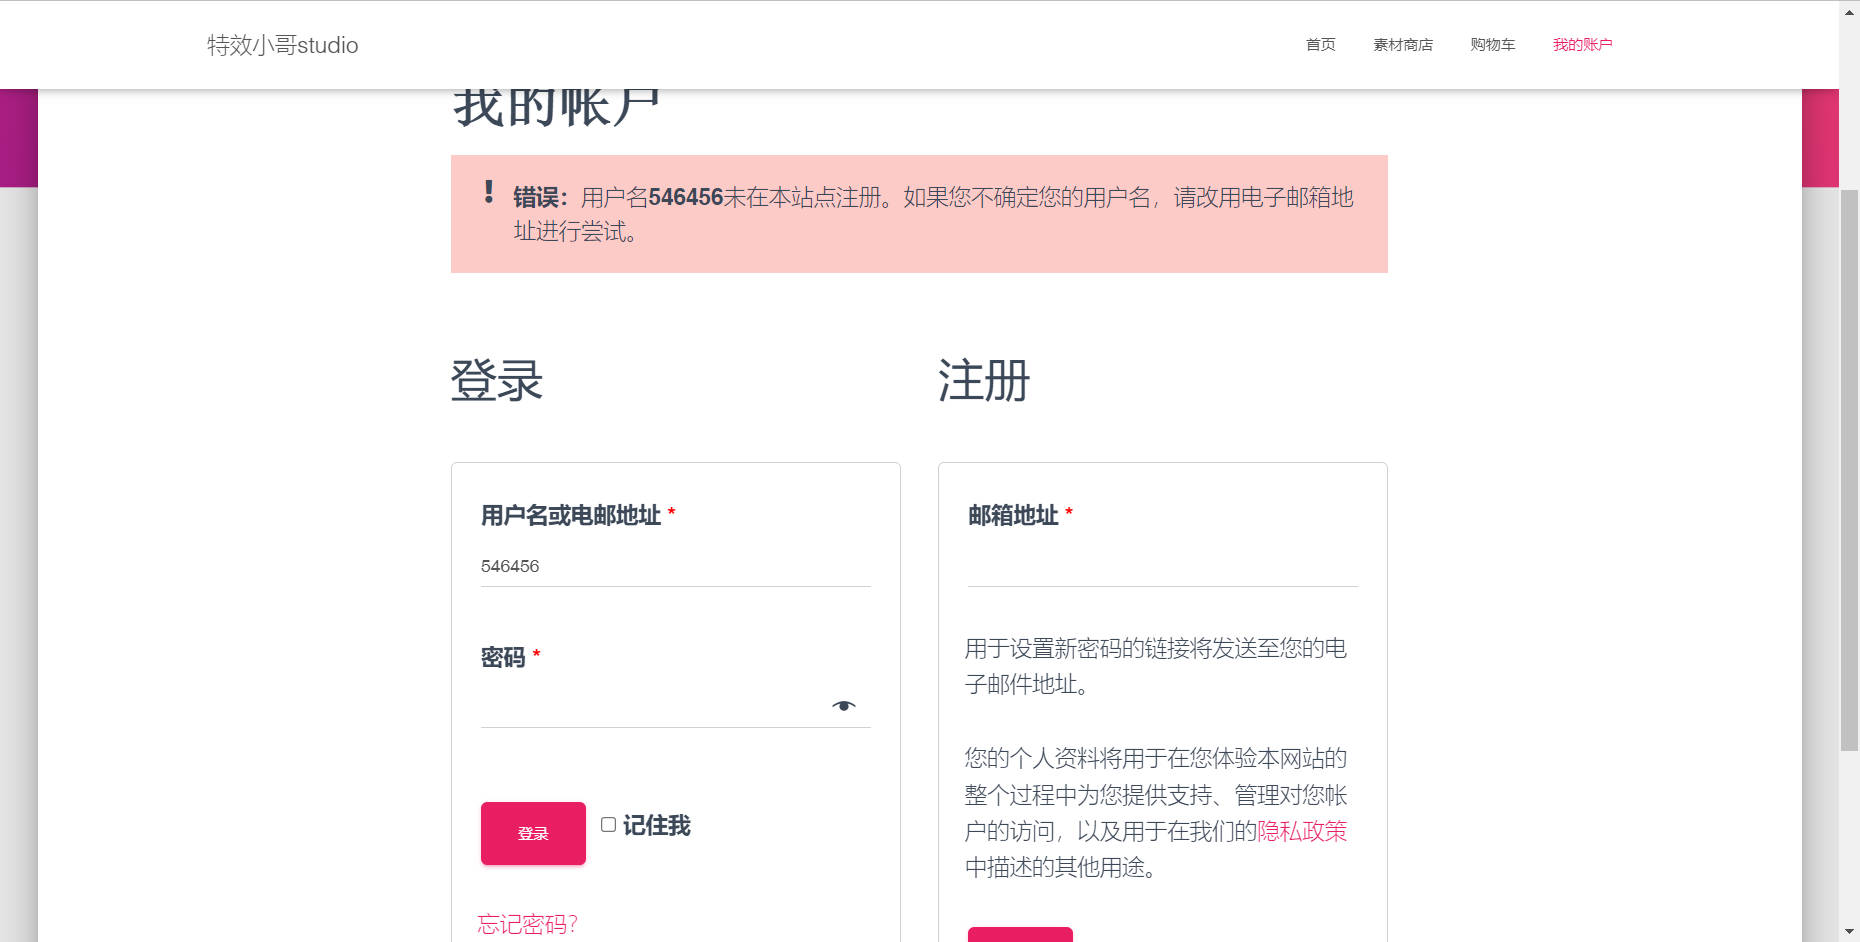 特效小哥studio
首页 素材商店 购物车 我的账户
我的帐户
错误：用户名546456未在本站点注册。如果您不确定您的用户名，请改用电子邮箱地
址进行尝试。
登录
注册
用户名或电邮地址 *
546456
密码 *
登录
记住我
忘记密码？
邮箱地址 *
用于设置新密码的链接将发送至您的电
子邮件地址。
您的个人资料将用于在您体验本网站的
整个过程中为您提供支持、管理对您帐
户的访问，以及用于在我们的隐私政策
中描述的其他用途。